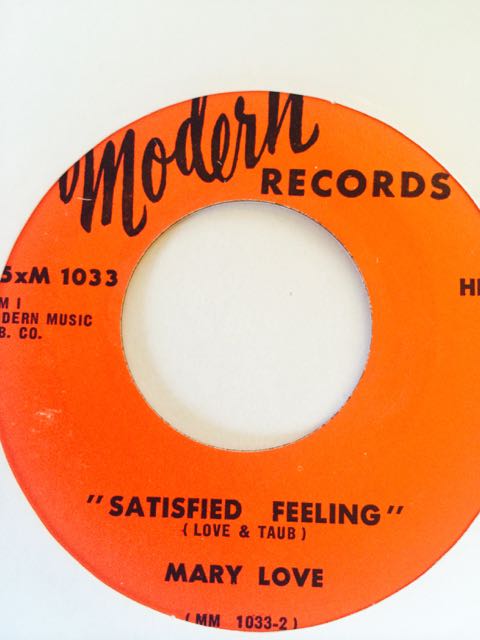 Modern
RECORDS
5xM 1033
M I
DERN MUSIC
B. CO.
"SATISFIED FEELING"
(LOVE & TAUB)
MARY LOVE
(MM 1033-2)